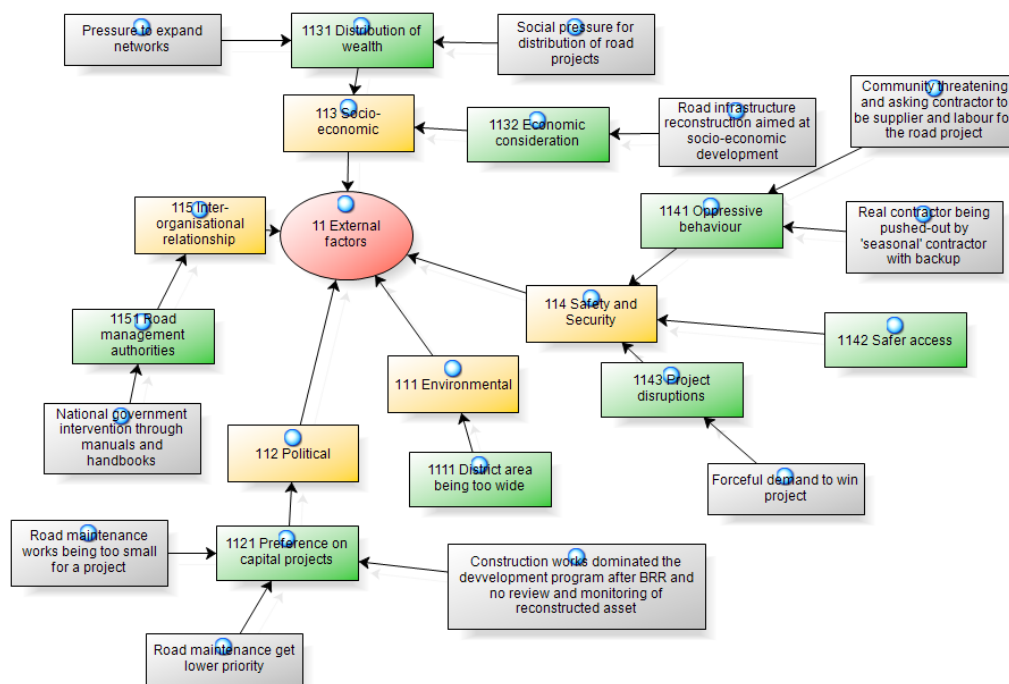 Pressure to expand
networks
1131 Distribution of
wealth
Social pressure for
distribution of road
projects
113 Socio-
economic
1132 Economic
consideration
Road infrastructure
reconstruction aimed at
socio-economic
development
Community threatening
and asking contractor to
be supplier and labour for
the road project
115 Inter-
organisational
relationship
11 External
factors
1141 Oppressive
behaviour
Real contractor being
pushed-out by
'seasonal' contractor
with backup
114 Safety and
Security
1151 Road
management
authorities
1142 Safer access
111 Environmental
1143 Project
disruptions
National government
intervention through
manuals and
handbooks
112 Political
1111 District area
being too wide
Forceful demand to win
project
Road maintenance
works being too small
for a project
1121 Preference on
capital projects
Construction works dominated the
devvelopment program after BRR and
no review and monitoring of
reconstructed asset
Road maintenance get
lower priority